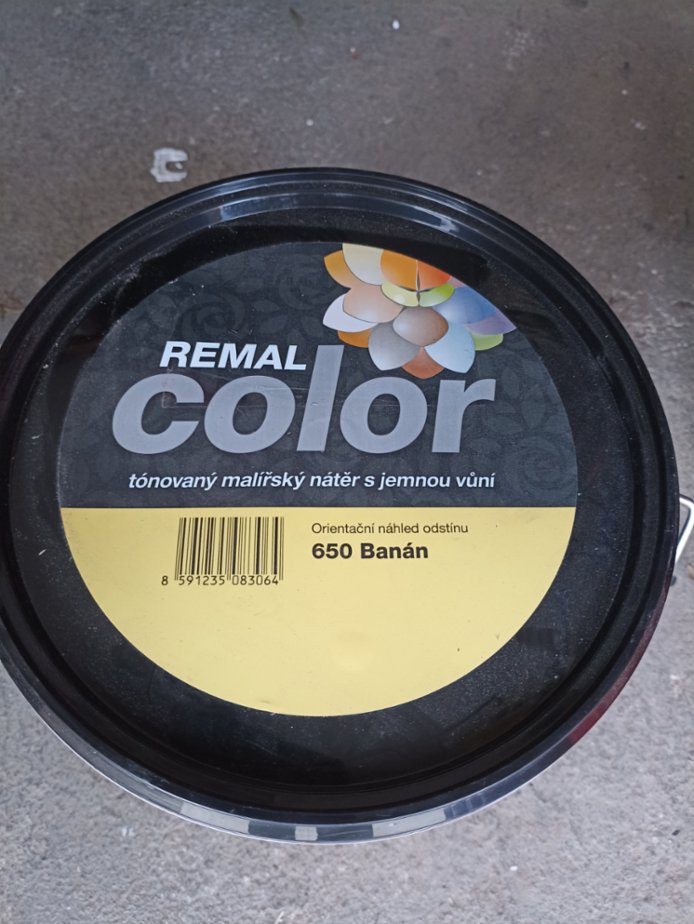 REMAL
color
tónovaný malířský nátěr s jemnou vůní
Orientační náhled odstínu
650 Banán
8 591235 083064